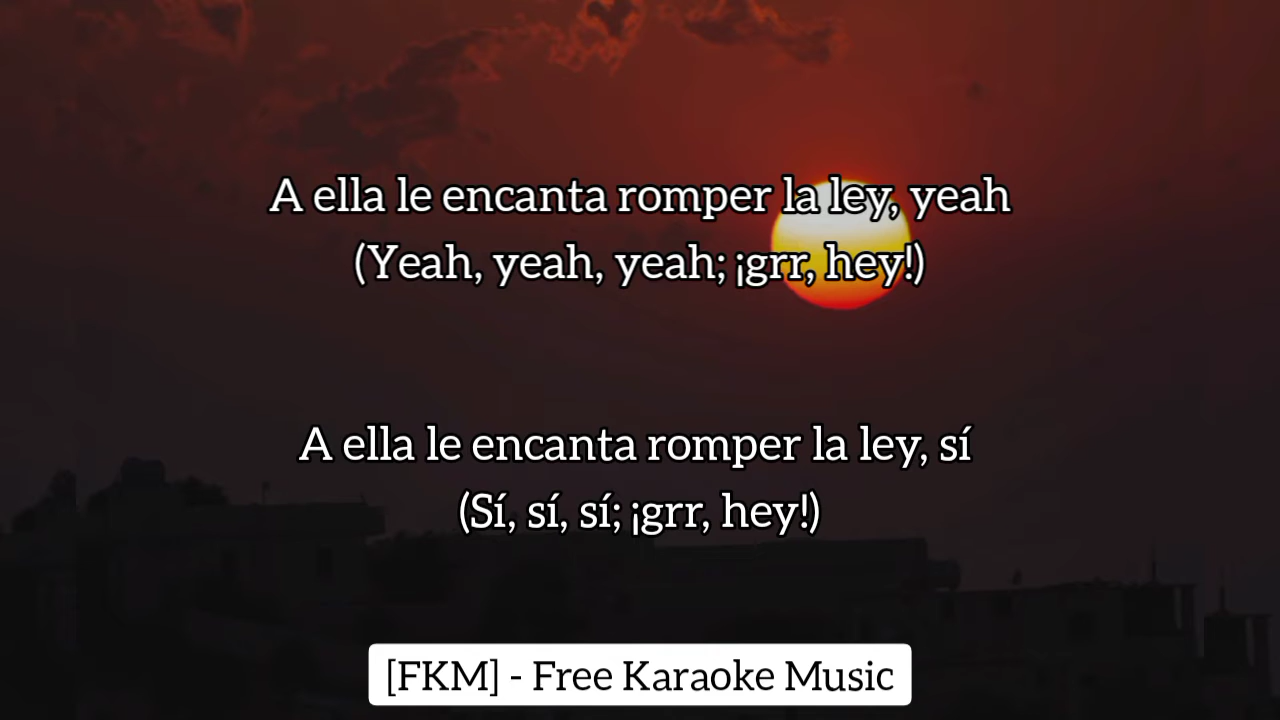 A ella le encanta romper la ley, yeah
(Yeah, yeah, yeah; ¡grr, hey!)
A ella le encanta romper la ley, sí
(Sí, sí, sí; ¡grr, hey!)
[FKM] - Free Karaoke Music